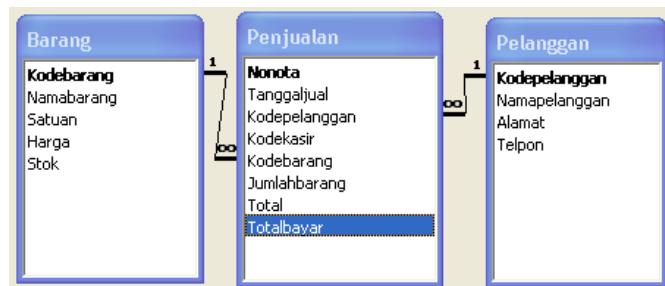 Barang
Kodebarang
Namabarang
Satuan
Harga
Stok
1
∞
Penjualan
Nonota
Tanggaljual
Kodepelanggan
Kodekasir
Kodebarang
Jumlahbarang
Total
Totalbayar
1
∞
Pelanggan
Kodepelanggan
Namapelanggan
Alamat
Telpon